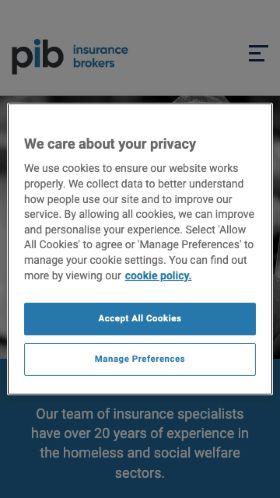 pib insurance
brokers
We care about your privacy
We use cookies to ensure our website works
properly. We collect data to better understand
how people use our site and to improve our
service. By allowing all cookies, we can improve
and personalise your experience. Select 'Allow
All Cookies' to agree or 'Manage Preferences' to
manage your cookie settings. You can find out
more by viewing our cookie policy.
Accept All Cookies
Manage Preferences
Our team of insurance specialists
have over 20 years of experience in
the homeless and social welfare
sectors.